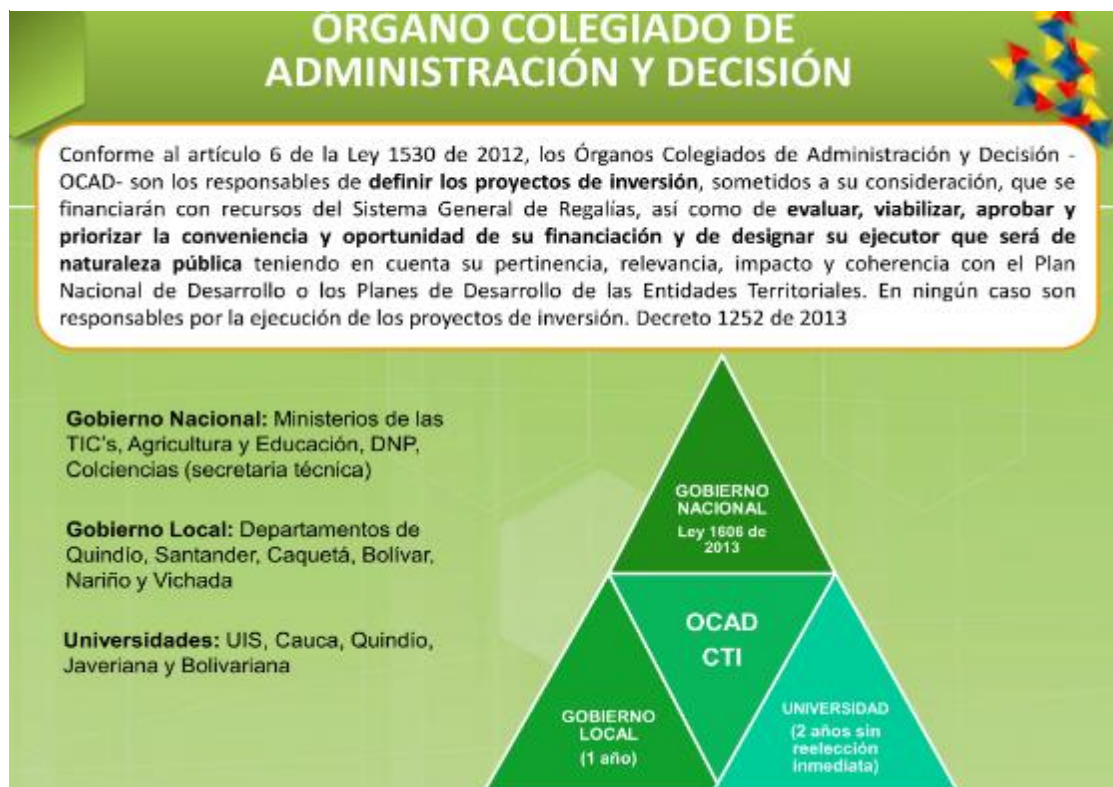 ÓRGANO COLEGIADO DE
ADMINISTRACIÓN Y DECISIÓN
Conforme al artículo 6 de la Ley 1530 de 2012, los Órganos Colegiados de Administración y Decisión -
OCAD- son los responsables de definir los proyectos de inversión, sometidos a su consideración, que se
financiarán con recursos del Sistema General de Regalías, así como de evaluar, viabilizar, aprobar y
priorizar la conveniencia y oportunidad de su financiación y de designar su ejecutor que será de
naturaleza pública teniendo en cuenta su pertinencia, relevancia, impacto y coherencia con el Plan
Nacional de Desarrollo o los Planes de Desarrollo de las Entidades Territoriales. En ningún caso son
responsables por la ejecución de los proyectos de inversión. Decreto 1252 de 2013
Gobierno Nacional: Ministerios de las
TIC's, Agricultura y Educación, DNP,
Colciencias (secretaria técnica)
Gobierno Local: Departamentos de
Quindío, Santander, Caquetá, Bolívar,
Nariño y Vichada
Universidades: UIS, Cauca, Quindio,
Javeriana y Bolivariana
GOBIERNO
NACIONAL
Ley 1606 de
2013
OCAD
CTI
GOBIERNO
LOCAL
(1 año)
UNIVERSIDAD
(2 años sin
reelección
inmediata)